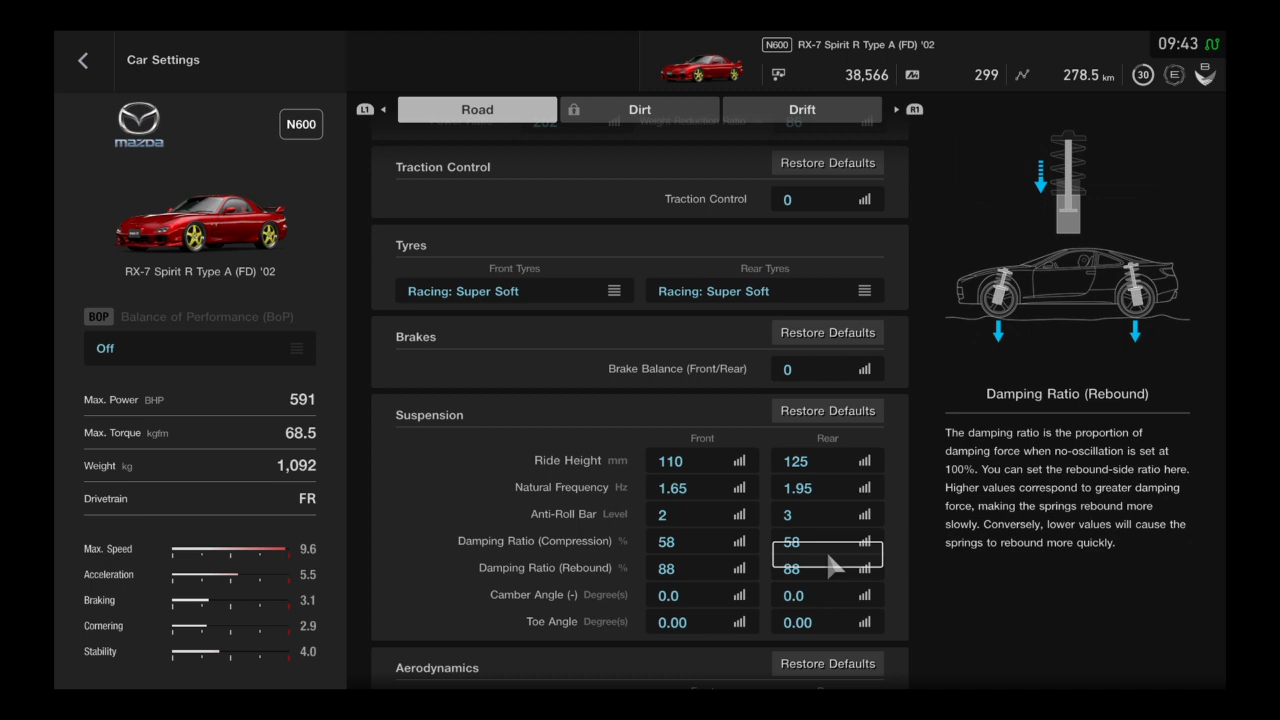 Car Settings
N600 RX-7 Spirit R Type A (FD) '02
09:43
38,566 299 278.5 km 30 E B
mazda
N600
RX-7 Spirit R Type A (FD) '02
BOP Balance of Performance (BoP)
Off
Max. Power BHP 591
Max. Torque kgfm 68.5
Weight kg 1,092
Drivetrain FR
Max. Speed 9.6
Acceleration 5.5
Braking 3.1
Cornering 2.9
Stability 4.0
L1 Road Dirt Drift R1
Weight Reduction Ratio
Traction Control Restore Defaults
Traction Control 0
Tyres
Front Tyres Rear Tyres
Racing: Super Soft Racing: Super Soft
Brakes Restore Defaults
Brake Balance (Front/Rear) 0
Suspension Restore Defaults
Front Rear
Ride Height mm 110 125
Natural Frequency Hz 1.65 1.95
Anti-Roll Bar Level 2 3
Damping Ratio (Compression) % 58 58
Damping Ratio (Rebound) % 88 88
Camber Angle (-) Degree(s) 0.0 0.0
Toe Angle Degree(s) 0.00 0.00
Aerodynamics Restore Defaults
Damping Ratio (Rebound)
The damping ratio is the proportion of
damping force when no-oscillation is set at
100%. You can set the rebound-side ratio here.
Higher values correspond to greater damping
force, making the springs rebound more
slowly. Conversely, lower values will cause the
springs to rebound more quickly.